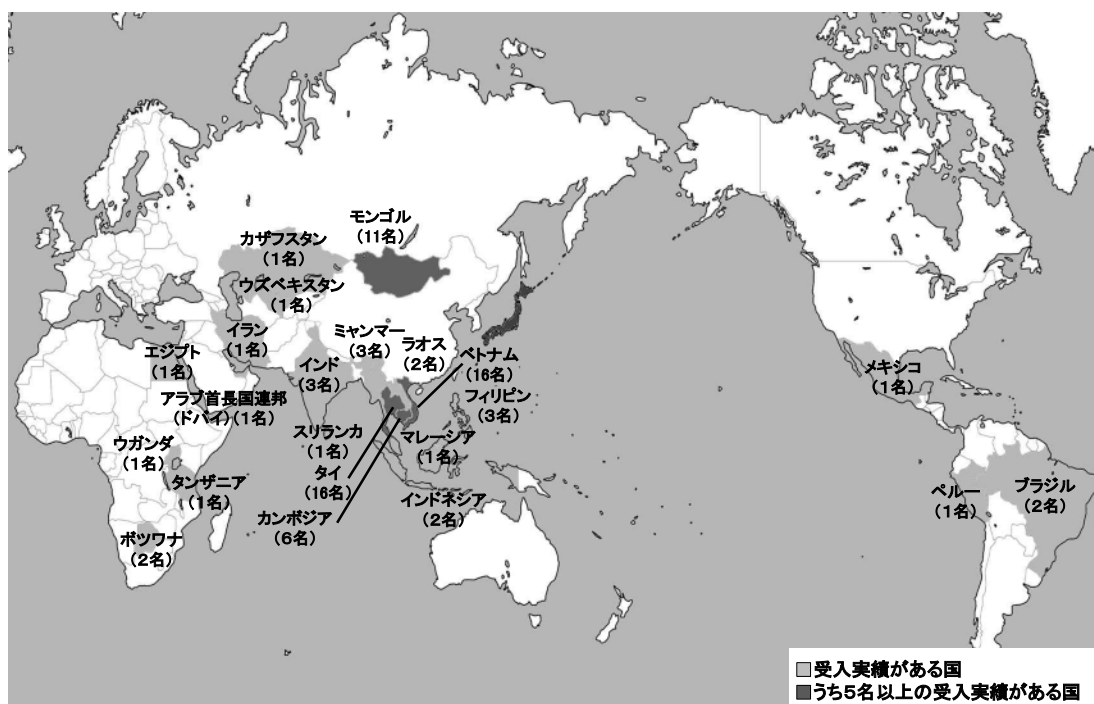 モンゴル
(11名)
カザフスタン
(1名)
ウズベキスタン
(1名)
イラン
(1名)
ミャンマー
(3名)
ラオス
(2名)
ベトナム
(16名)
エジプト
(1名)
インド
(3名)
フィリピン
(3名)
メキシコ
(1名)
アラブ首長国連邦
(ドバイ)(1名)
スリランカ
(1名)
マレーシア
(1名)
ウガンダ
(1名)
タンザニア
(1名)
タイ
(16名)
インドネシア
(2名)
カンボジア
(6名)
ボツワナ
(2名)
ペルー
(1名)
ブラジル
(2名)
受入実績がある国
うち5名以上の受入実績がある国